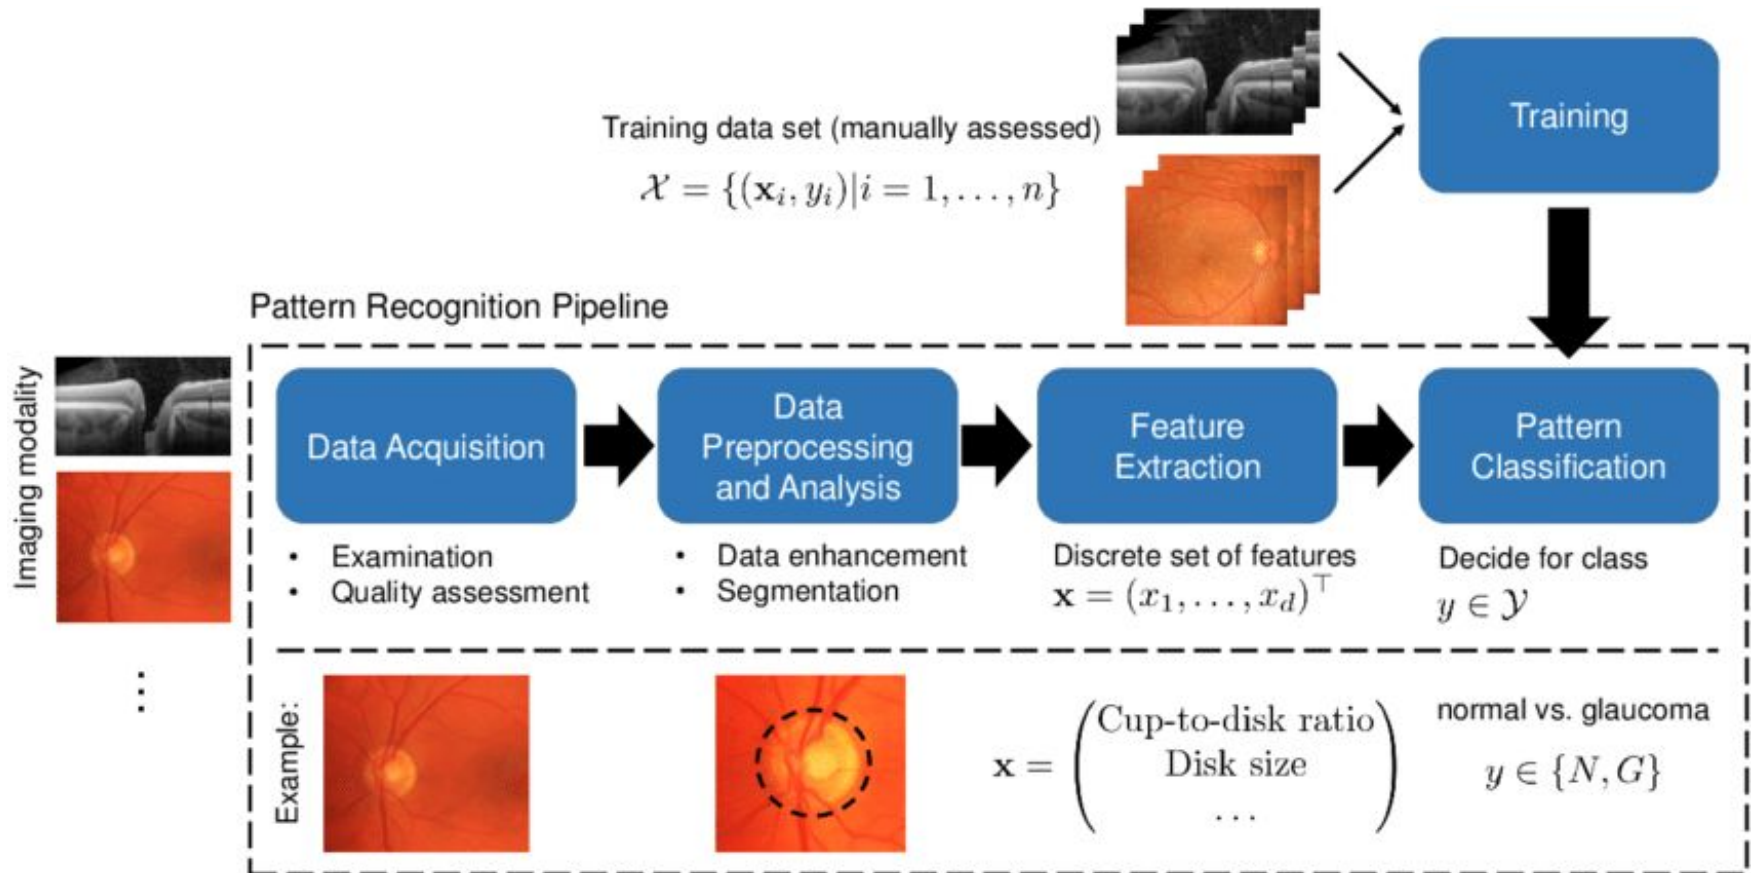 Training data set (manually assessed)
𝒳 = {(𝐱ᵢ, yᵢ)|i = 1, . . . , n}
Training
Pattern Recognition Pipeline
Imaging modality
Data Acquisition
• Examination
• Quality assessment
Data
Preprocessing
and Analysis
• Data enhancement
• Segmentation
Feature
Extraction
Discrete set of features
𝐱 = (x₁, . . . , x_d)^⊤
Pattern
Classification
Decide for class
y ∈ 𝒴
⋮
Example:
𝐱 = (Cup-to-disk ratio
Disk size
. . .)
normal vs. glaucoma
y ∈ {N, G}